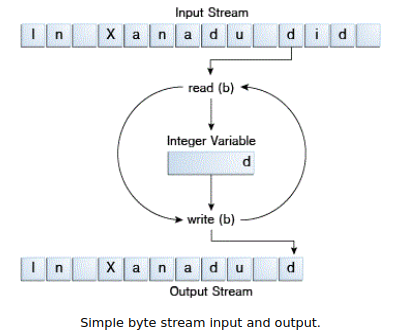 Input Stream
I n X a n a d u d i d
read (b)
Integer Variable
d
write (b)
I n X a n a d u d
Output Stream
Simple byte stream input and output.